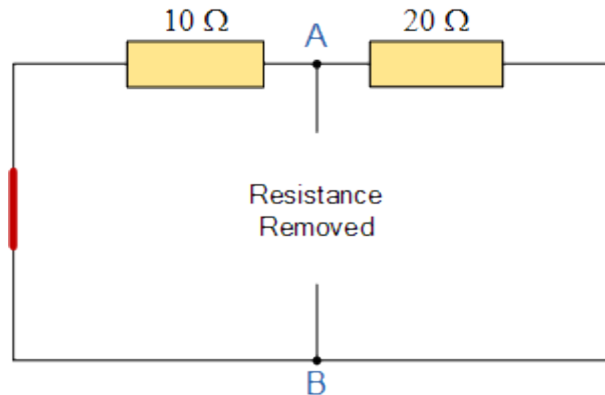 10 Ω
A
20 Ω
Resistance
Removed
B